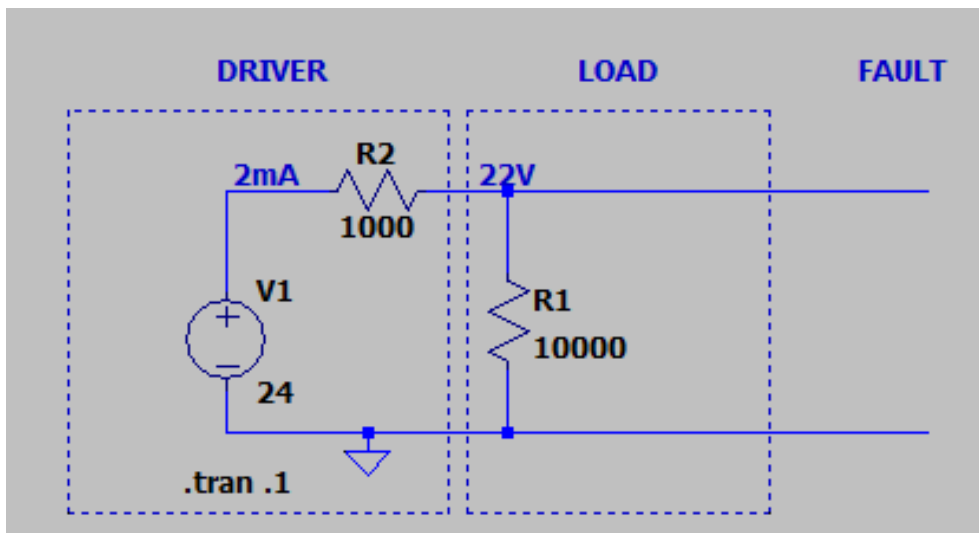 DRIVER LOAD FAULT
R2
2mA 22V
1000
V1
R1
10000
24
.tran .1